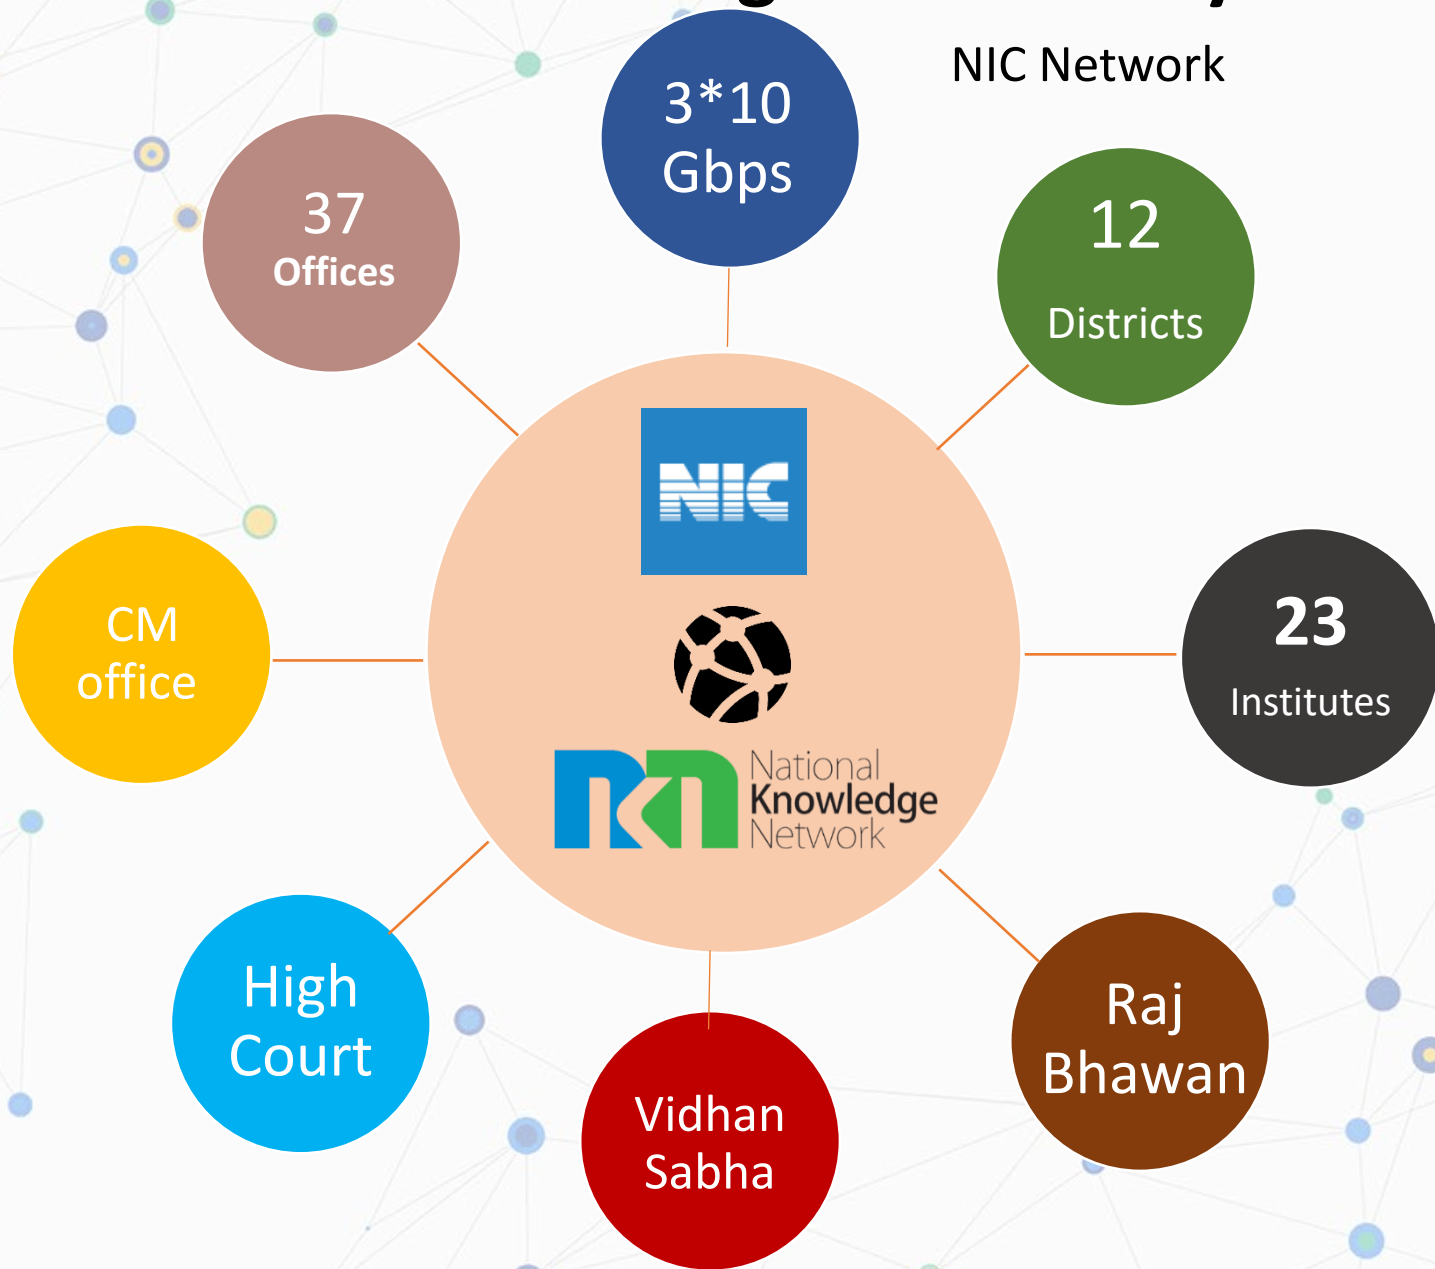 NIC Network
3*10
Gbps
12
Districts
23
Institutes
Raj
Bhawan
Vidhan
Sabha
High
Court
CM
office
37
Offices
NIC
National
Knowledge
Network